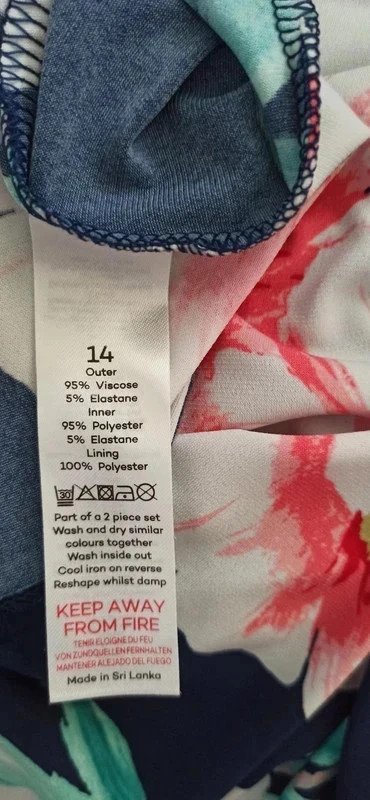 14
Outer
95% Viscose
5% Elastane
Inner
95% Polyester
5% Elastane
Lining
100% Polyester
30
Part of a 2 piece set
Wash and dry similar
colours together
Wash inside out
Cool iron on reverse
Reshape whilst damp
KEEP AWAY
FROM FIRE
TENIR ELOIGNE DU FEU
VON ZUNDQUELLEN FERNHALTEN
MANTENER ALEJADO DEL FUEGO
Made in Sri Lanka